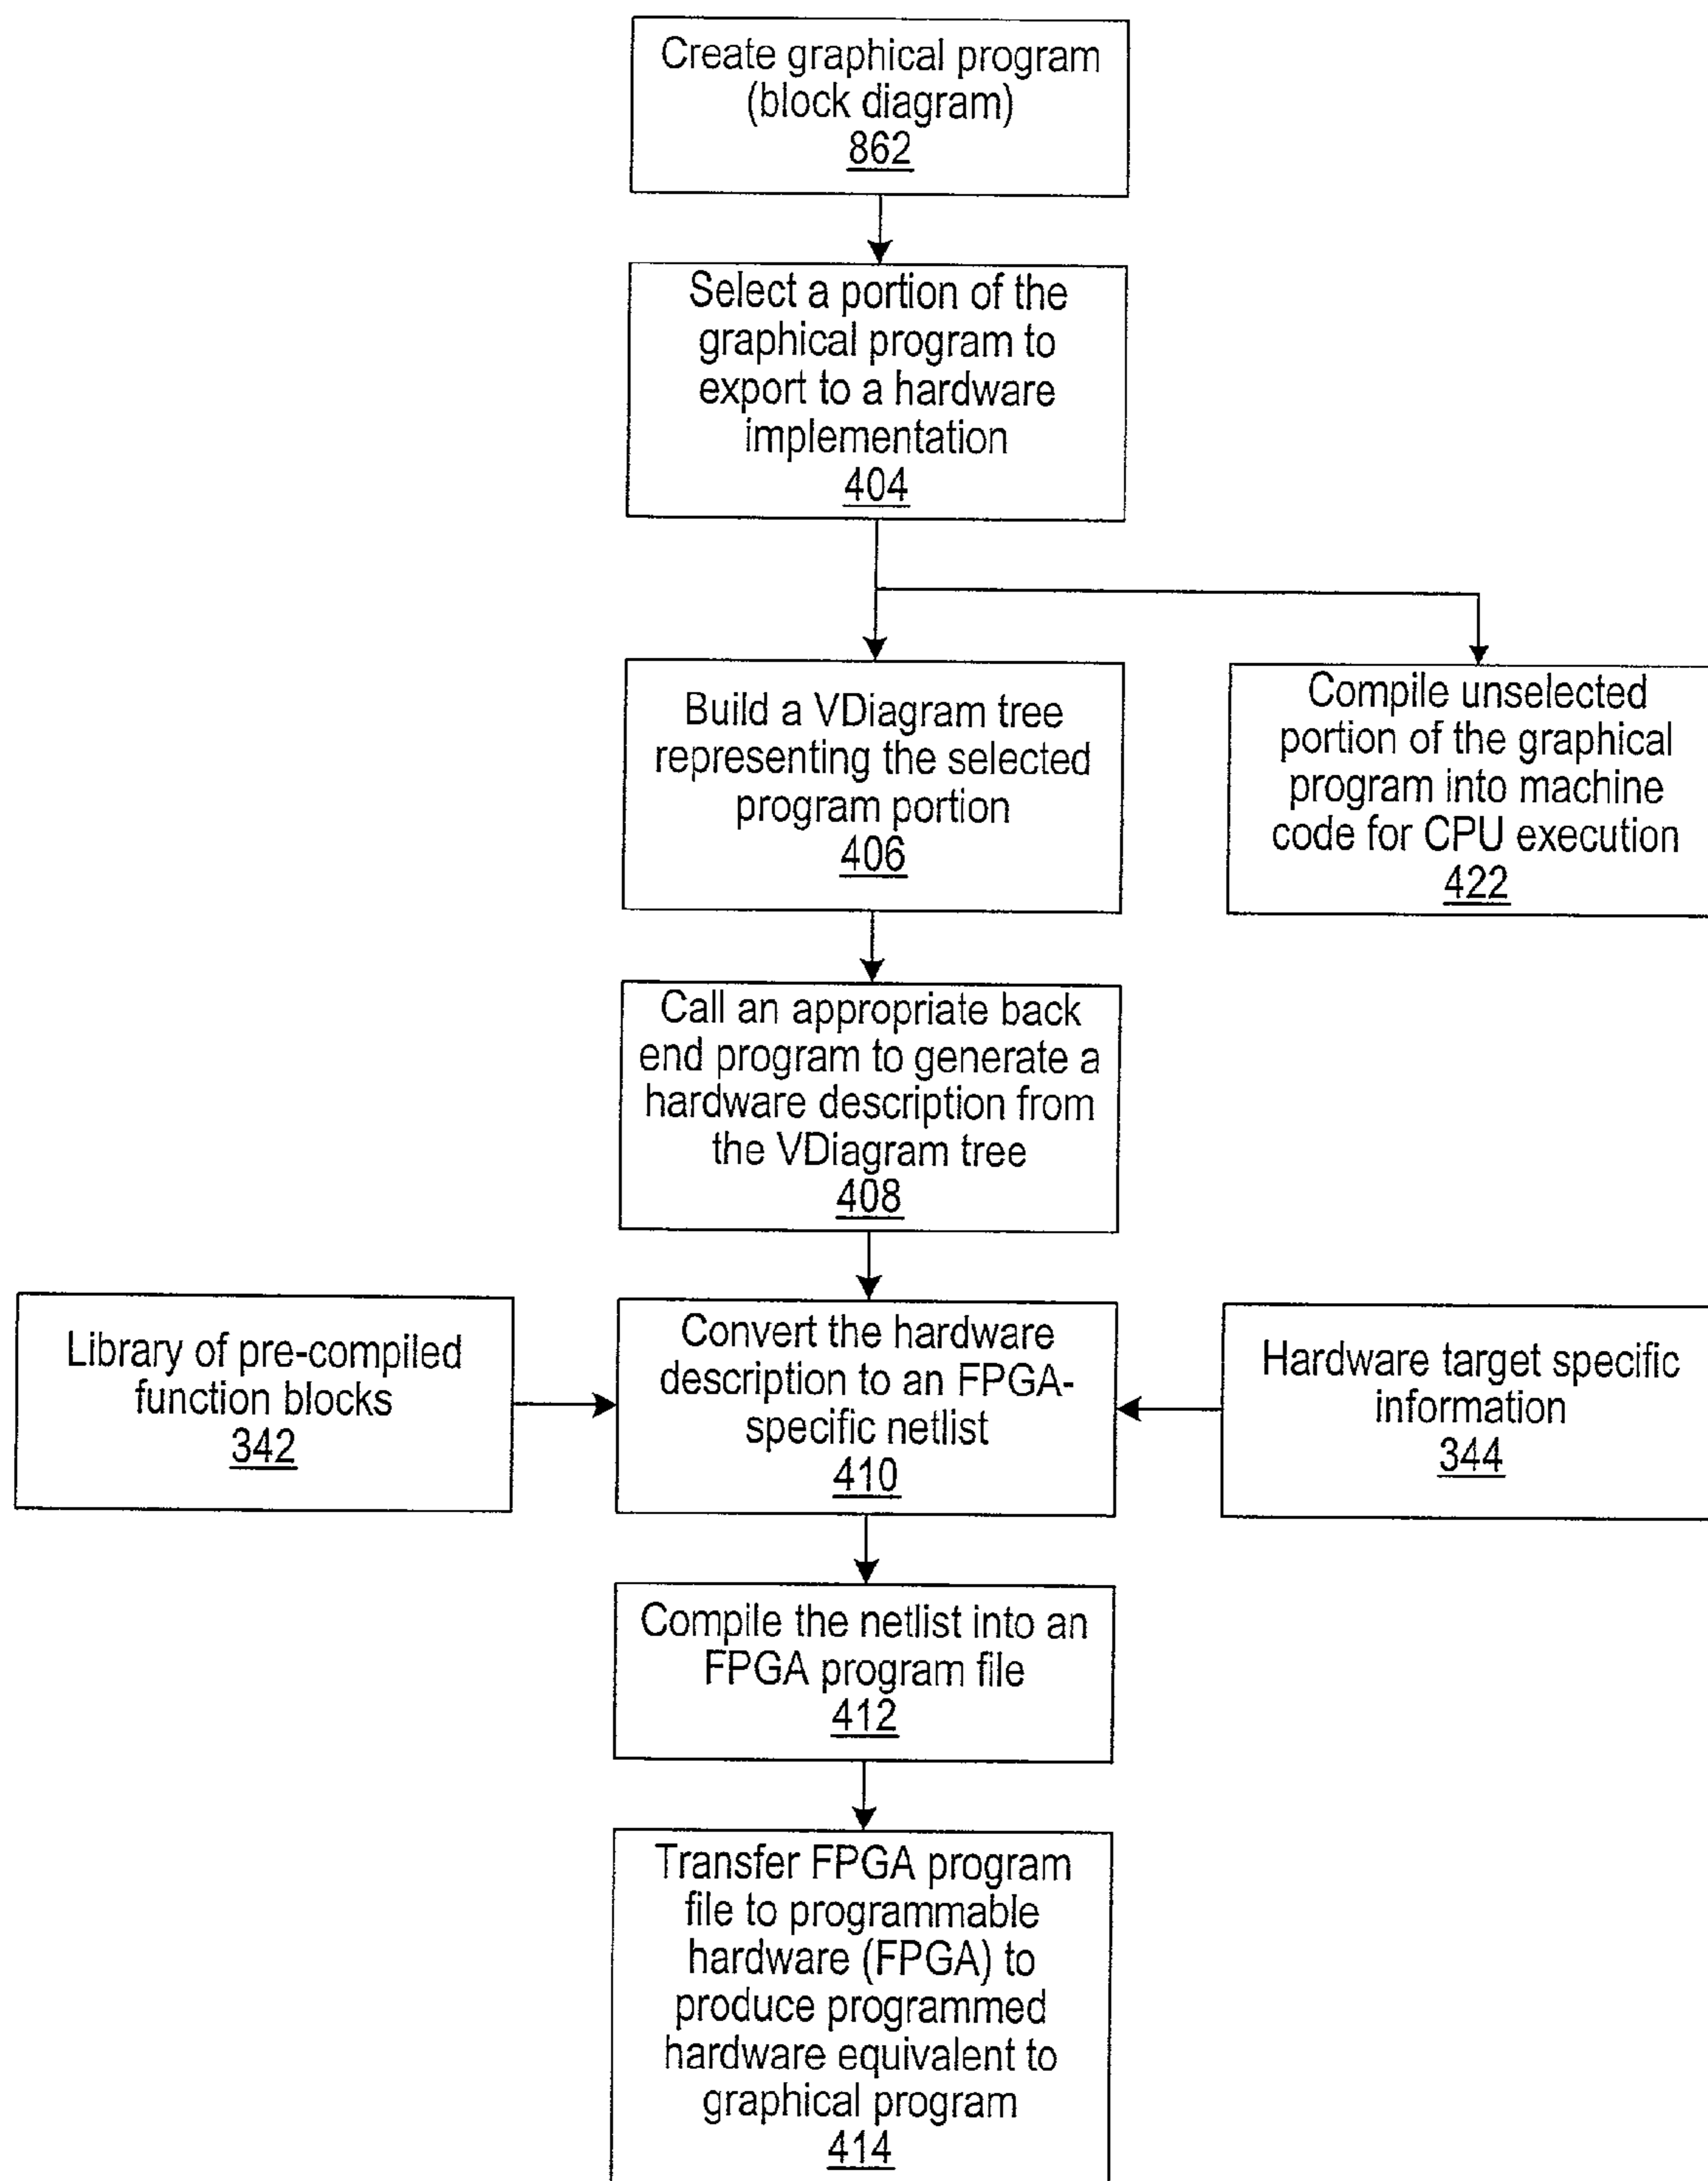 Create graphical program
(block diagram)
862
Select a portion of the
graphical program to
export to a hardware
implementation
404
Build a VDiagram tree
representing the selected
program portion
406
Compile unselected
portion of the graphical
program into machine
code for CPU execution
422
Call an appropriate back
end program to generate a
hardware description from
the VDiagram tree
408
Library of pre-compiled
function blocks
342
Convert the hardware
description to an FPGA-
specific netlist
410
Hardware target specific
information
344
Compile the netlist into an
FPGA program file
412
Transfer FPGA program
file to programmable
hardware (FPGA) to
produce programmed
hardware equivalent to
graphical program
414